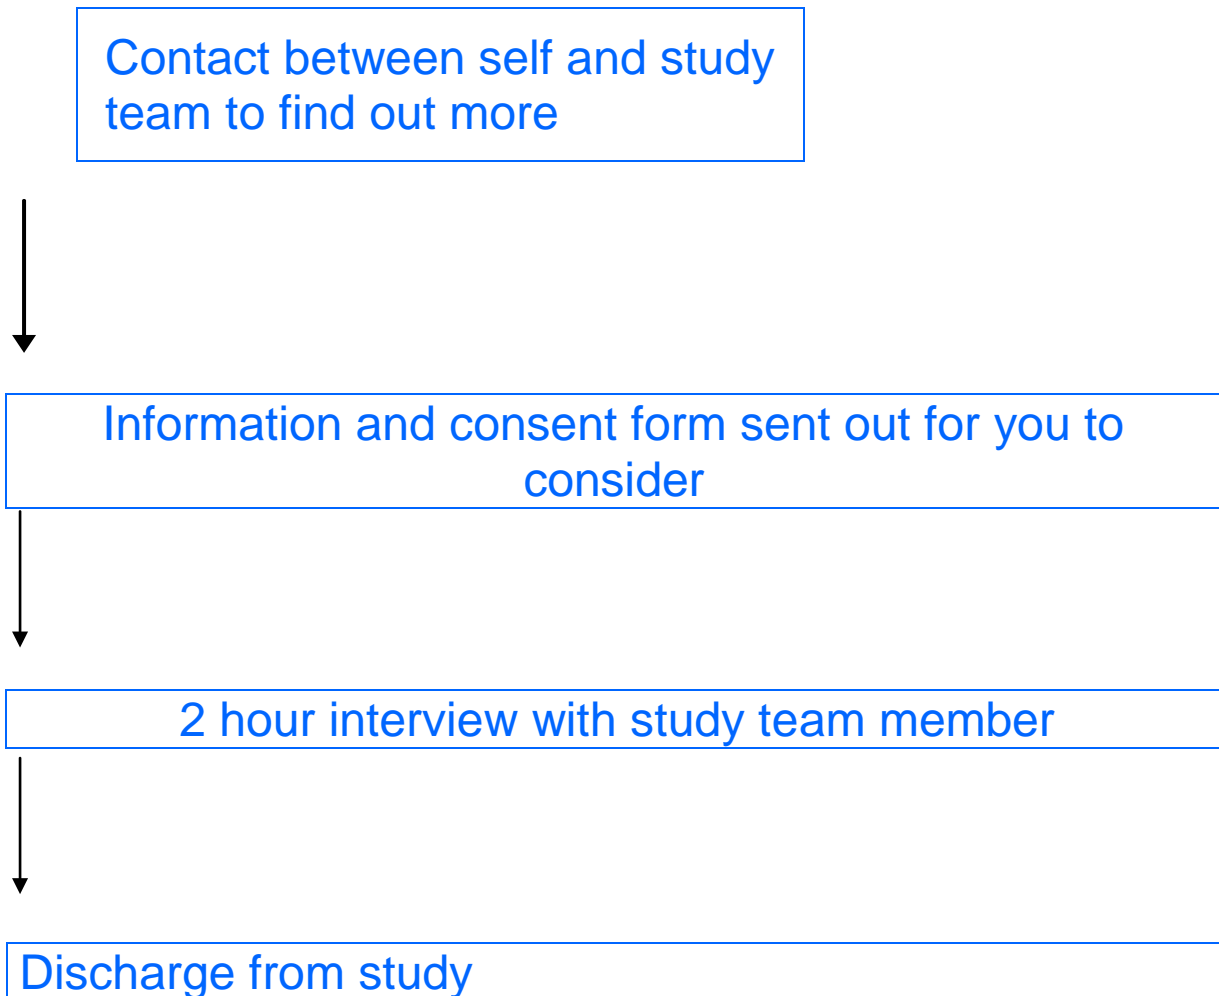 Contact between self and study
team to find out more
Information and consent form sent out for you to
consider
2 hour interview with study team member
Discharge from study